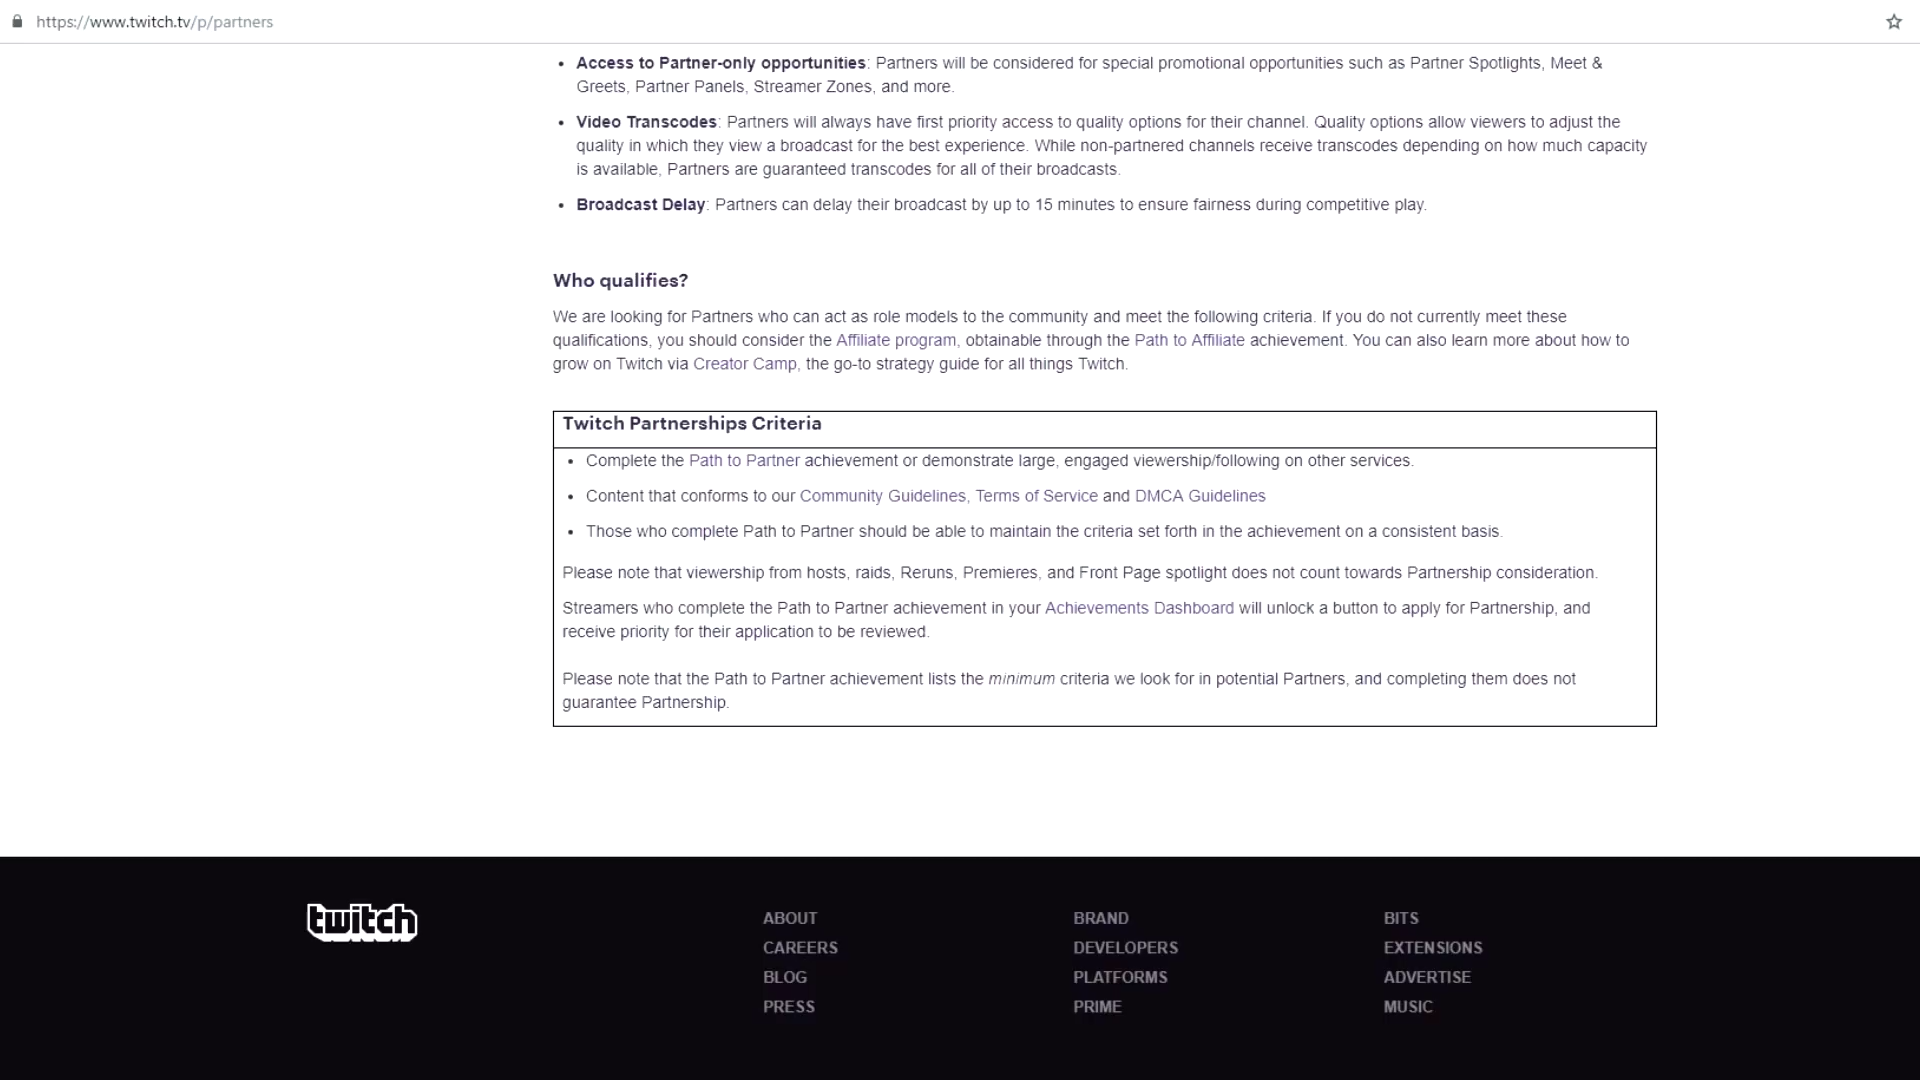 https://www.twitch.tv/p/partners
• Access to Partner-only opportunities: Partners will be considered for special promotional opportunities such as Partner Spotlights, Meet &
Greets, Partner Panels, Streamer Zones, and more.
• Video Transcodes: Partners will always have first priority access to quality options for their channel. Quality options allow viewers to adjust the
quality in which they view a broadcast for the best experience. While non-partnered channels receive transcodes depending on how much capacity
is available, Partners are guaranteed transcodes for all of their broadcasts.
• Broadcast Delay: Partners can delay their broadcast by up to 15 minutes to ensure fairness during competitive play.
Who qualifies?
We are looking for Partners who can act as role models to the community and meet the following criteria. If you do not currently meet these
qualifications, you should consider the Affiliate program, obtainable through the Path to Affiliate achievement. You can also learn more about how to
grow on Twitch via Creator Camp, the go-to strategy guide for all things Twitch.
Twitch Partnerships Criteria
• Complete the Path to Partner achievement or demonstrate large, engaged viewership/following on other services.
• Content that conforms to our Community Guidelines, Terms of Service and DMCA Guidelines
• Those who complete Path to Partner should be able to maintain the criteria set forth in the achievement on a consistent basis.
Please note that viewership from hosts, raids, Reruns, Premieres, and Front Page spotlight does not count towards Partnership consideration.
Streamers who complete the Path to Partner achievement in your Achievements Dashboard will unlock a button to apply for Partnership, and
receive priority for their application to be reviewed.
Please note that the Path to Partner achievement lists the minimum criteria we look for in potential Partners, and completing them does not
guarantee Partnership.
twitch
ABOUT
CAREERS
BLOG
PRESS
BRAND
DEVELOPERS
PLATFORMS
PRIME
BITS
EXTENSIONS
ADVERTISE
MUSIC